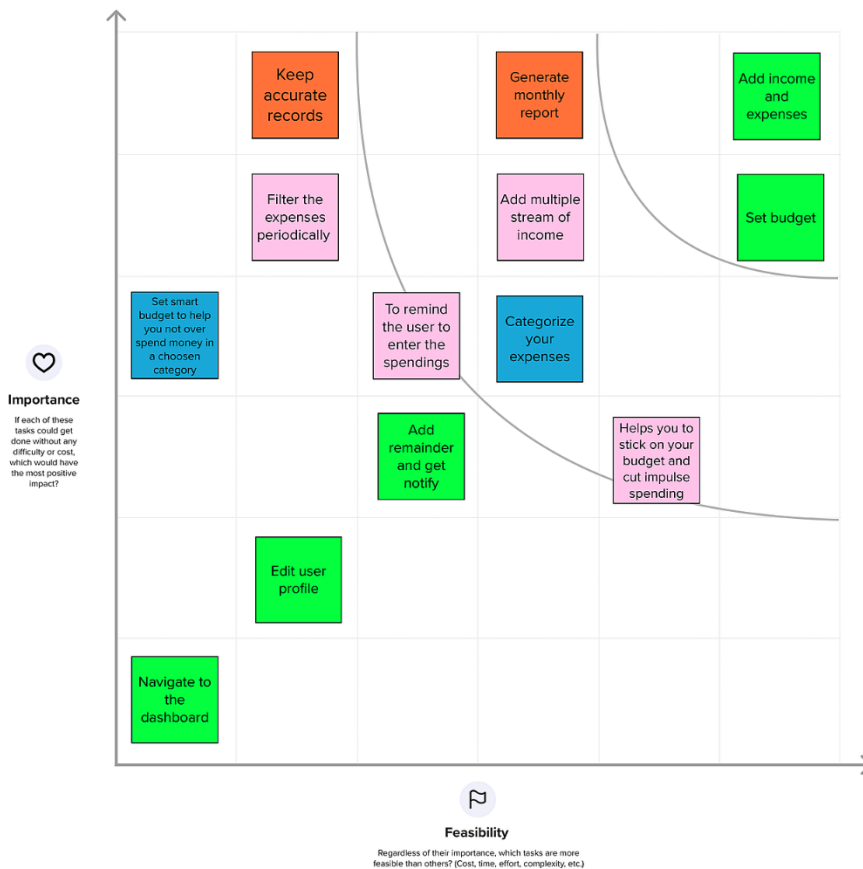 Keep
accurate
records
Generate
monthly
report
Add income
and
expenses
Filter the
expenses
periodically
Add multiple
stream of
income
Set budget
Set smart
budget to help
you not over
spend money in
a choosen
category
To remind
the user to
enter the
spendings
Categorize
your
expenses
Importance
If each of these
tasks could get
done without any
difficulty or cost,
which would have
the most positive
impact?
Add
remainder
and get
notify
Helps you to
stick on your
budget and
cut impulse
spending
Edit user
profile
Navigate to
the
dashboard
Feasibility
Regardless of their importance, which tasks are more
feasible than others? (Cost, time, effort, complexity, etc.)